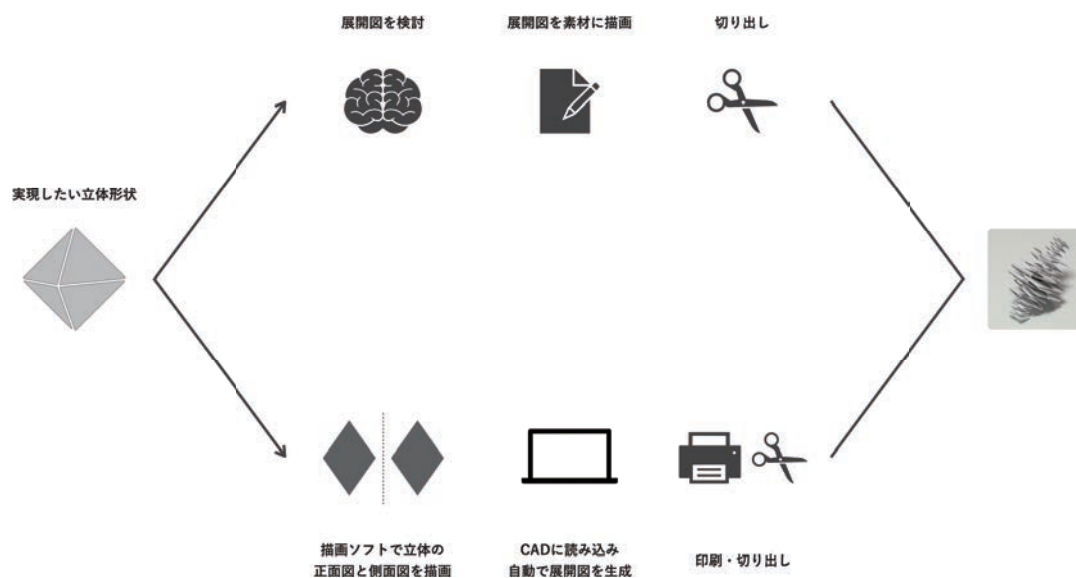 展開図を検討
展開図を素材に描画
切り出し
実現したい立体形状
描画ソフトで立体の
正面図と側面図を描画
CADに読み込み
自動で展開図を生成
印刷・切り出し